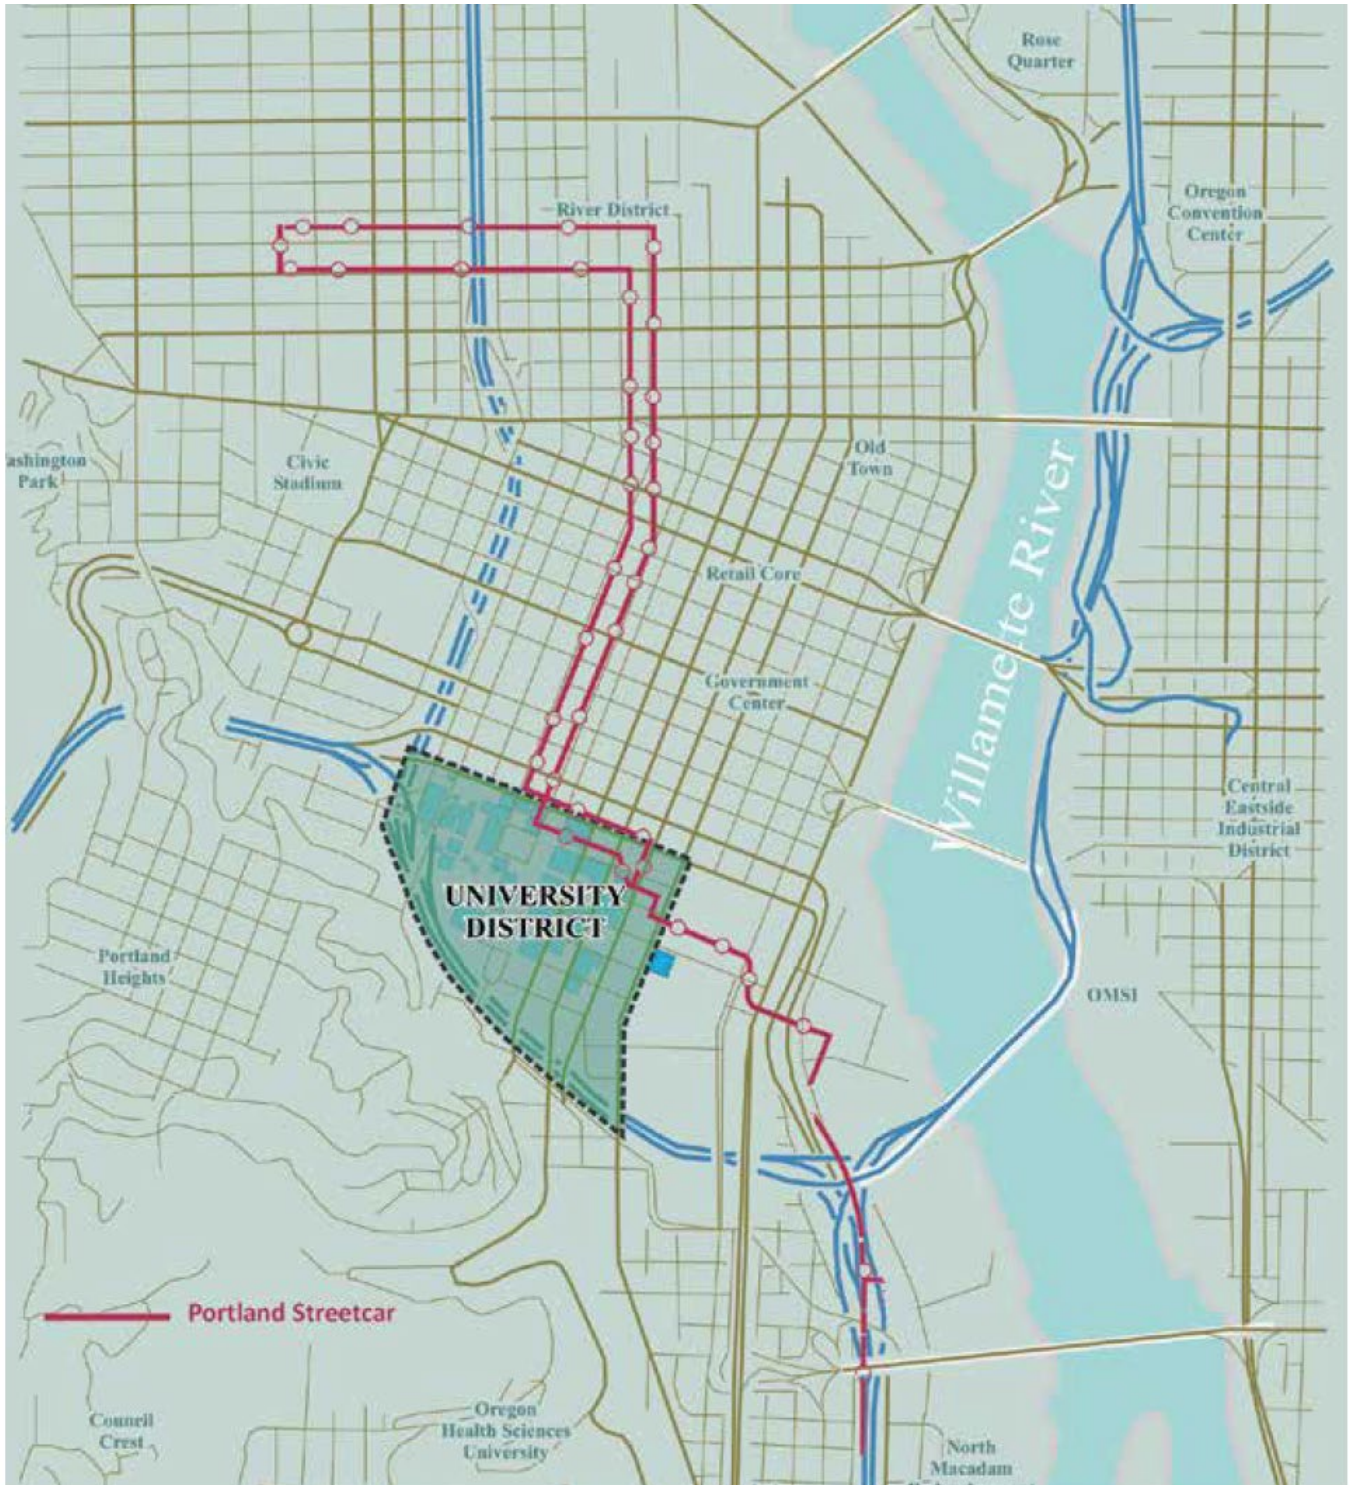 Rose
Quarter
Oregon
Convention
Center
River District
ashington
Park
Civic
Stadium
Old
Town
Retail Core
Willamette River
Government
Center
Central
Eastside
Industrial
District
UNIVERSITY
DISTRICT
Portland
Heights
OMSI
Portland Streetcar
Council
Crest
Oregon
Health Sciences
University
North
Macadam